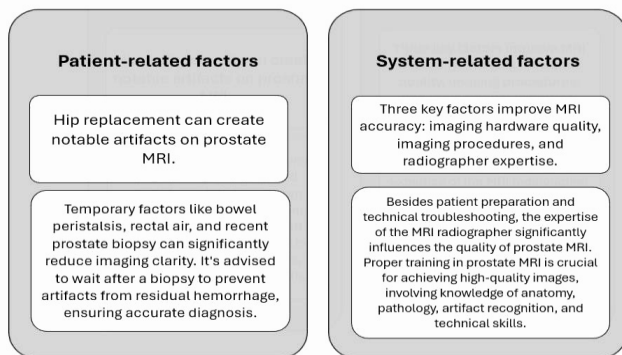 Patient-related factors
Hip replacement can create
notable artifacts on prostate
MRI.
Temporary factors like bowel
peristalsis, rectal air, and recent
prostate biopsy can significantly
reduce imaging clarity. It's advised
to wait after a biopsy to prevent
artifacts from residual hemorrhage,
ensuring accurate diagnosis.
System-related factors
Three key factors improve MRI
accuracy: imaging hardware quality,
imaging procedures, and
radiographer expertise.
Besides patient preparation and
technical troubleshooting, the expertise
of the MRI radiographer significantly
influences the quality of prostate MRI.
Proper training in prostate MRI is crucial
for achieving high-quality images,
involving knowledge of anatomy,
pathology, artifact recognition, and
technical skills.